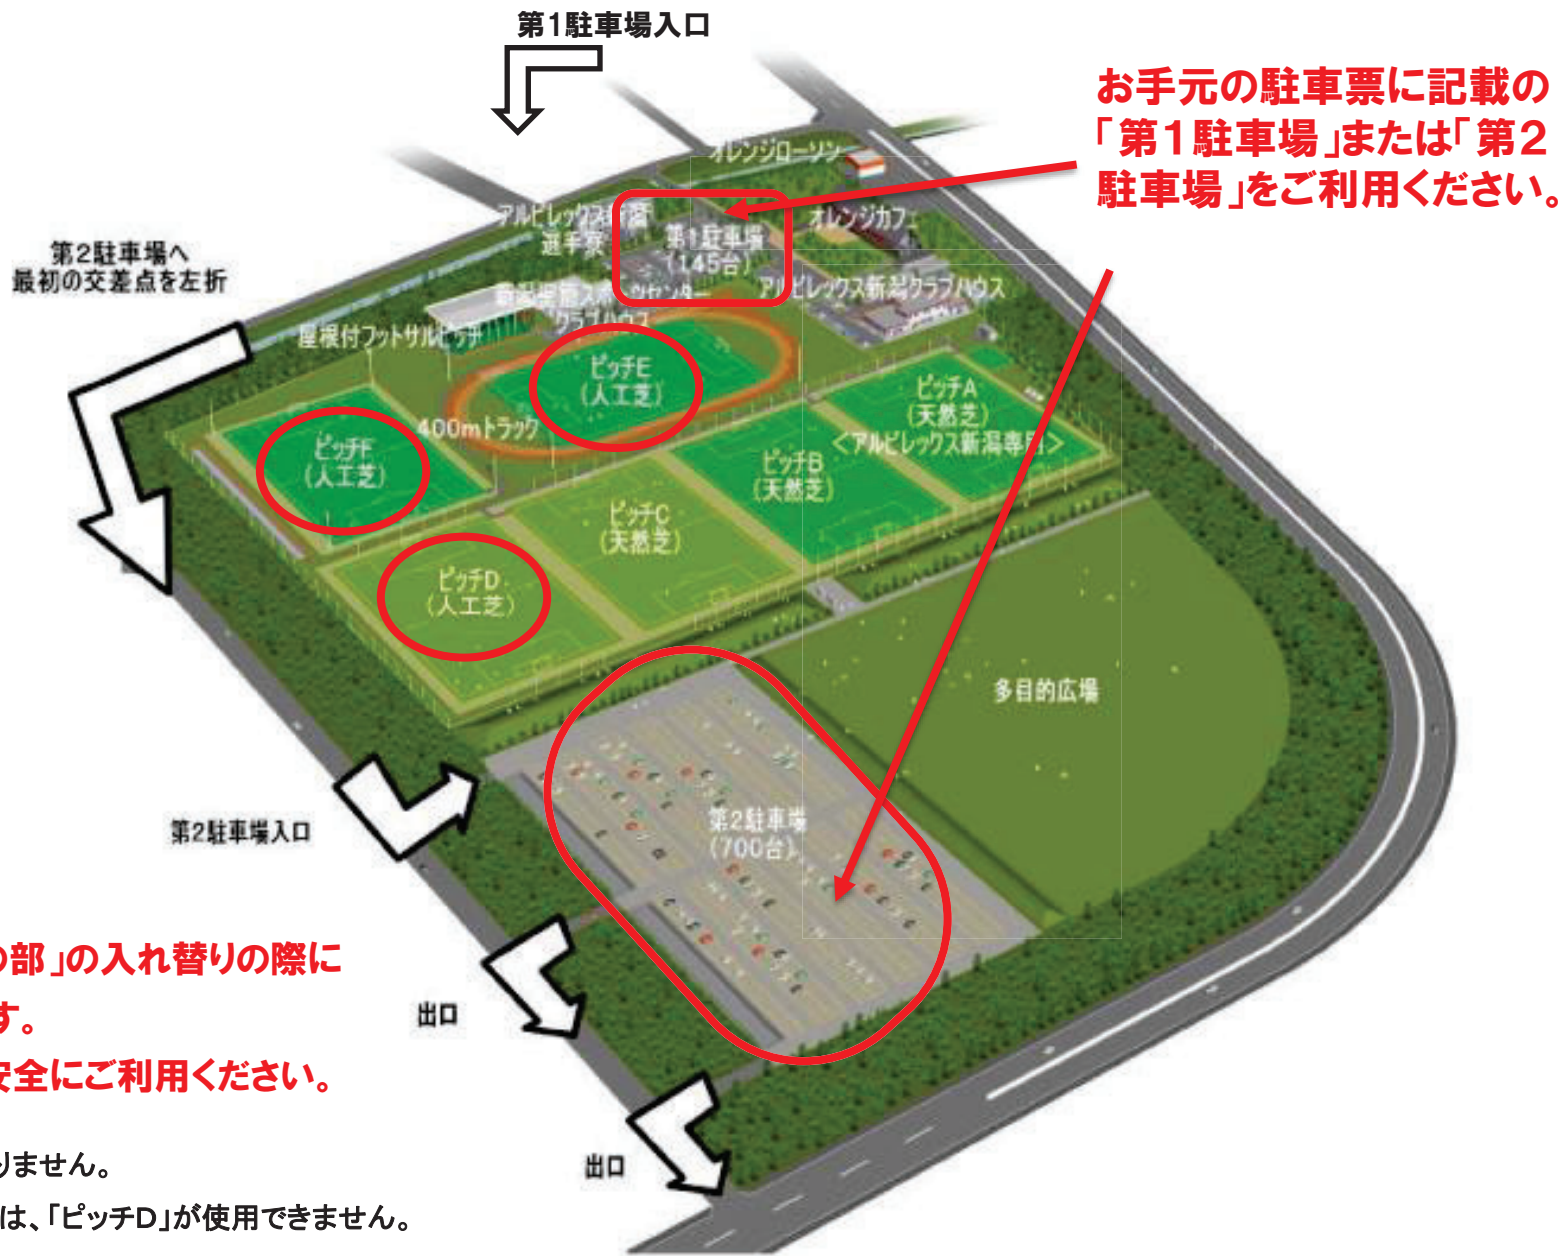 第1駐車場入口
お手元の駐車票に記載の
「第1駐車場」または「第2
駐車場」をご利用ください。
オレンジローソン
アルビレックス新潟
選手寮
第1駐車場
(145台)
オレンジカフェ
第2駐車場へ
最初の交差点を左折
アルビレックス新潟クラブハウス
クラブハウス
屋根付フットサルピッチ
ピッチE
(人工芝)
ピッチA
(天然芝)
<アルビレックス新潟専用>
400mトラック
ピッチF
(人工芝)
ピッチB
(天然芝)
ピッチC
(天然芝)
ピッチD
(人工芝)
多目的広場
第2駐車場
(700台)
第2駐車場入口
の部」の入れ替りの際に
す。
安全にご利用ください。
出口
出口
りません。
は、「ピッチD」が使用できません。